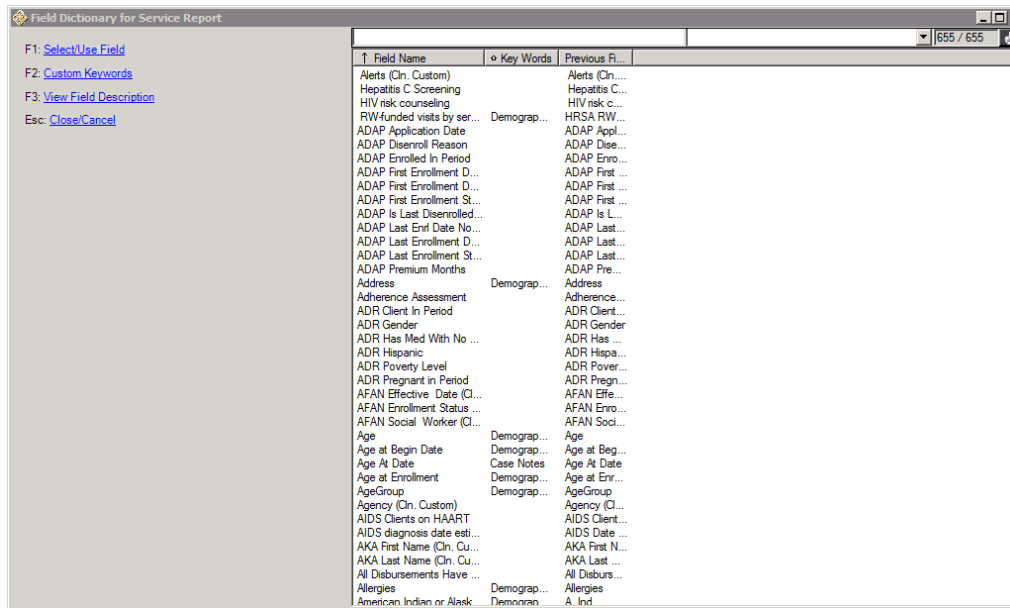 Field Dictionary for Service Report
F1: Select/Use Field
F2: Custom Keywords
F3: View Field Description
Esc: Close/Cancel
655 / 655
↑ Field Name Key Words Previous Fi...
Alerts (Cln. Custom) Alerts (Cln....
Hepatitis C Screening Hepatitis C...
HIV risk counseling HIV risk c...
RW-funded visits by ser... Demograp... HRSA RW...
ADAP Application Date ADAP Appl...
ADAP Disenroll Reason ADAP Dise...
ADAP Enrolled In Period ADAP Enro...
ADAP First Enrollment D... ADAP First ...
ADAP First Enrollment D... ADAP First ...
ADAP First Enrollment St... ADAP First ...
ADAP Is Last Disenrolled... ADAP Is L...
ADAP Last Enrl Date No... ADAP Last...
ADAP Last Enrollment D... ADAP Last...
ADAP Last Enrollment St... ADAP Last...
ADAP Premium Months ADAP Pre...
Address Demograp... Address
Adherence Assessment Adherence...
ADR Client In Period ADR Client...
ADR Gender ADR Gender
ADR Has Med With No ... ADR Has ...
ADR Hispanic ADR Hispa...
ADR Poverty Level ADR Pover...
ADR Pregnant in Period ADR Pregn...
AFAN Effective Date (Cl... AFAN Effe...
AFAN Enrollment Status ... AFAN Enro...
AFAN Social Worker (Cl... AFAN Soci...
Age Demograp... Age
Age at Begin Date Demograp... Age at Beg...
Age At Date Case Notes Age At Date
Age at Enrollment Demograp... Age at Enr...
AgeGroup Demograp... AgeGroup
Agency (Cln. Custom) Agency (Cl...
AIDS Clients on HAART AIDS Client...
AIDS diagnosis date esti... AIDS Date ...
AKA First Name (Cln. Cu... AKA First N...
AKA Last Name (Cln. Cu... AKA Last ...
All Disbursements Have ... All Disburs...
Allergies Demograp... Allergies
American Indian or Alask... Demograp... A_Ind...